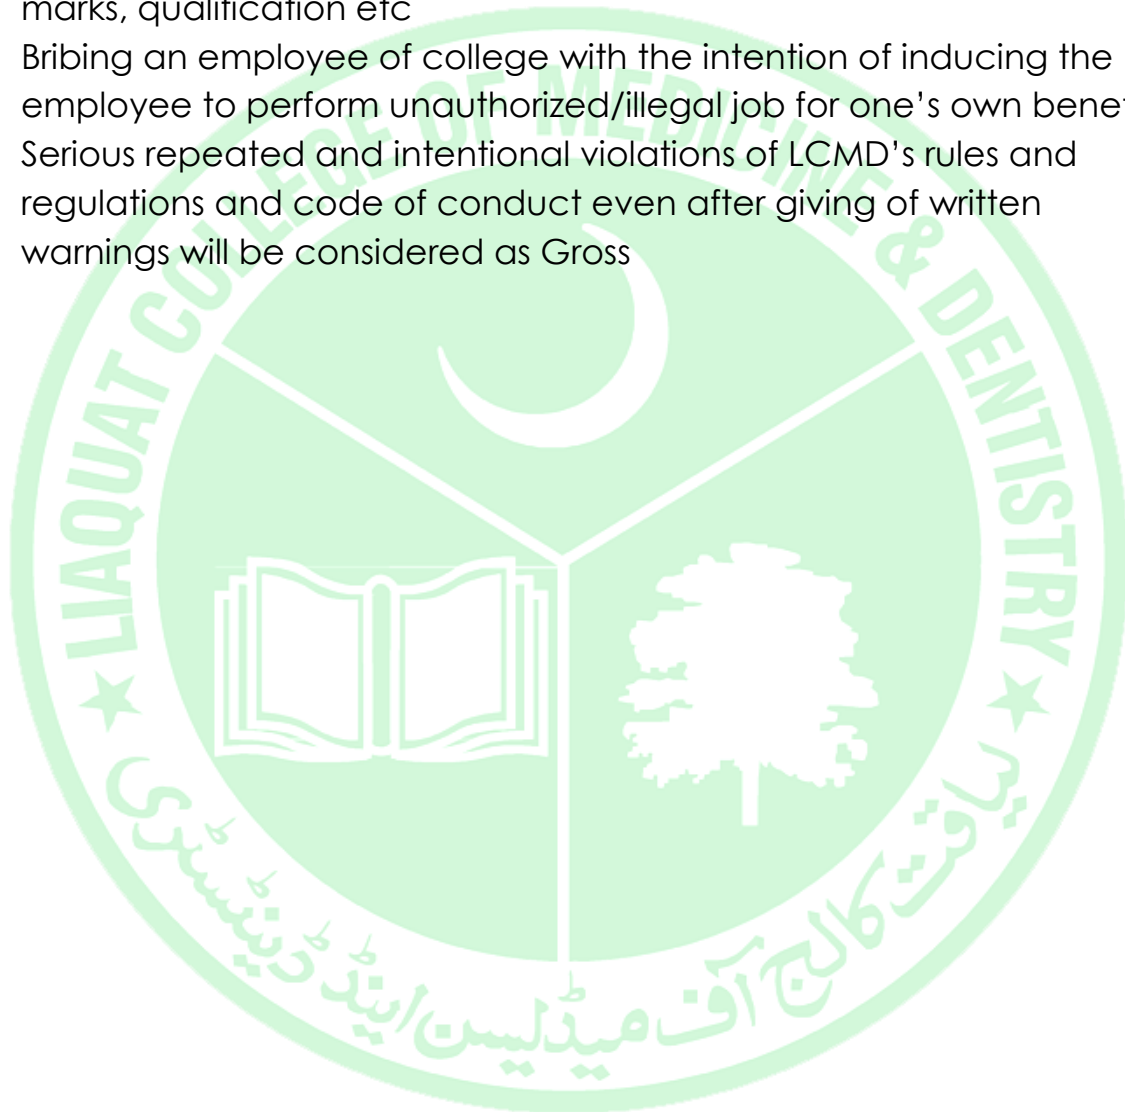 marks, qualification etc
Bribing an employee of college with the intention of inducing the
employee to perform unauthorized/illegal job for one’s own
Serious repeated and intentional violations of LCMD’s rules and
regulations and code of conduct even after giving of written
warnings will be considered as Gross
LIAQUAT COLLEGE OF MEDICINE & DENTISTRY
لیاقت کالج آف میڈیسن اینڈ ڈینٹسٹری